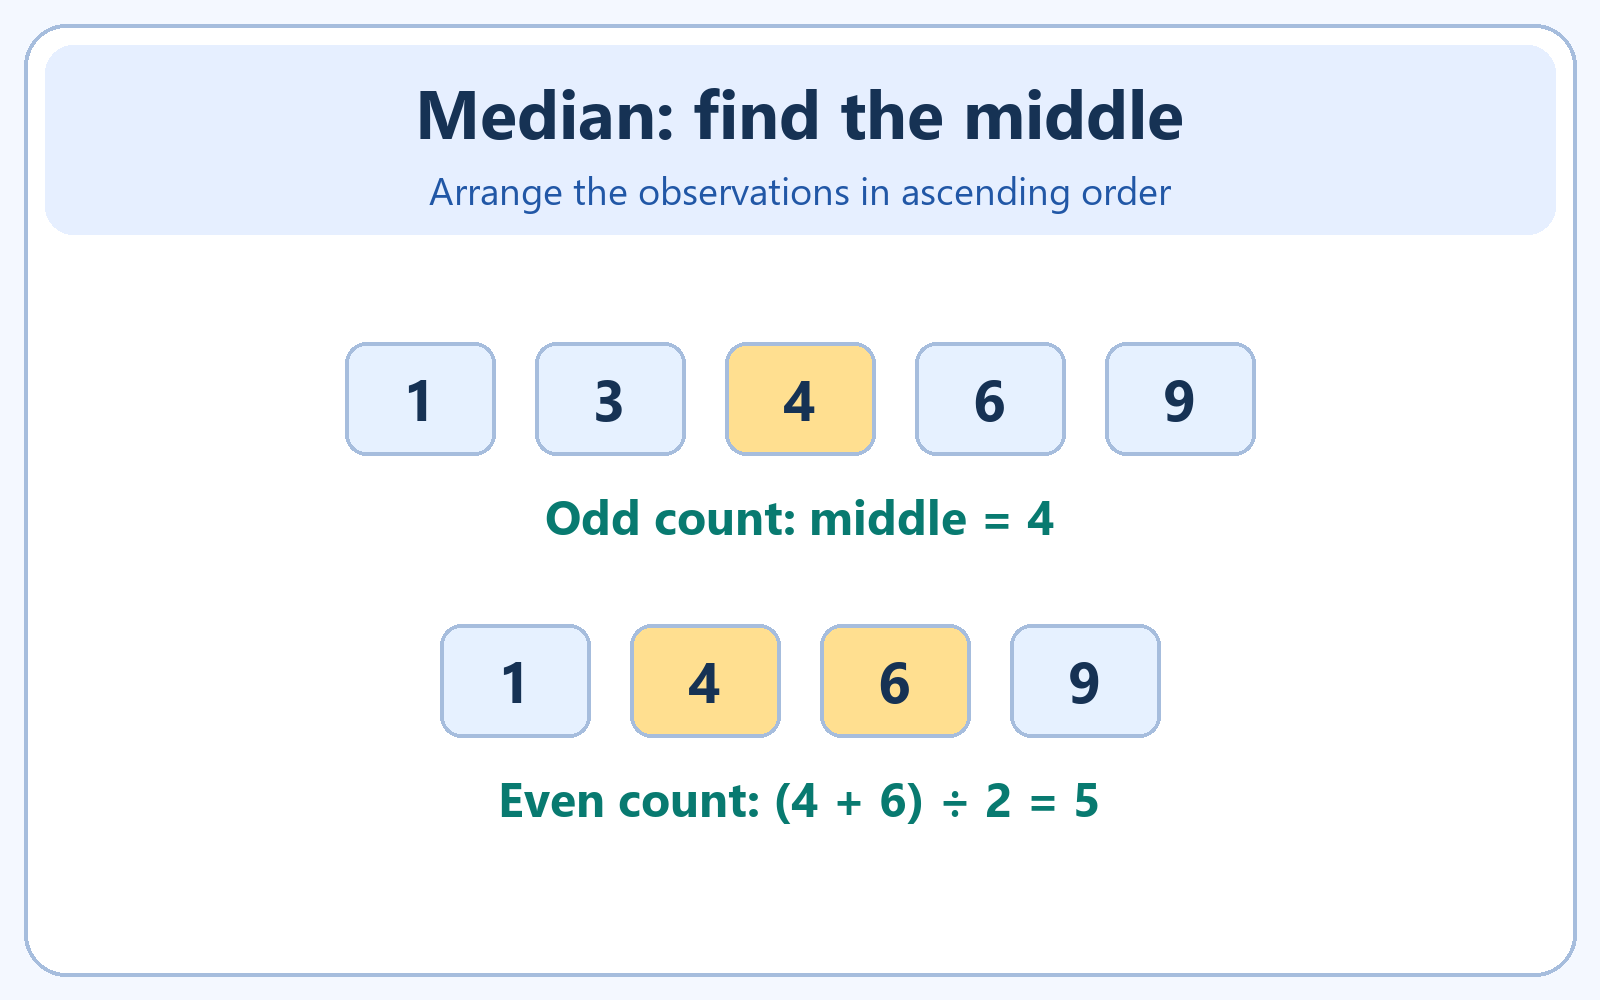 Median: find the middle
Arrange the observations in ascending order
1 3 4 6 9
Odd count: middle = 4
1 4 6 9
Even count: (4 + 6) ÷ 2 = 5